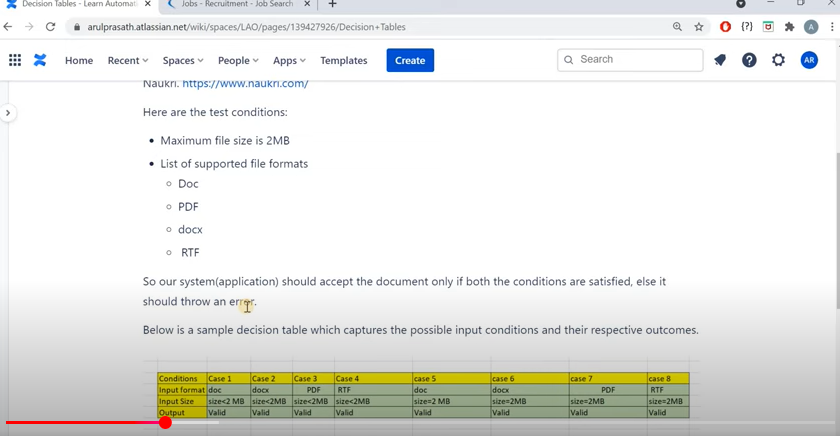 Decision Tables - Learn Automat
Jobs - Recruitment - Job Search
arulprasath.atlassian.net/wiki/spaces/LAO/pages/139427926/Decision+Tables
A
Home Recent Spaces People Apps Templates Create Search AR
Naukri. https://www.naukri.com/
Here are the test conditions:
Maximum file size is 2MB
List of supported file formats
Doc
PDF
docx
RTF
So our system(application) should accept the document only if both the conditions are satisfied, else it
should throw an error.
Below is a sample decision table which captures the possible input conditions and their respective outcomes.
Conditions Case 1 Case 2 Case 3 Case 4 case 5 case 6 case 7 case 8
Input format doc docx PDF RTF doc docx PDF RTF
Input Size size<2 MB size<2MB size<2MB size<2MB size=2 MB size=2MB size=2MB size=2MB
Output Valid Valid Valid Valid Valid Valid Valid Valid